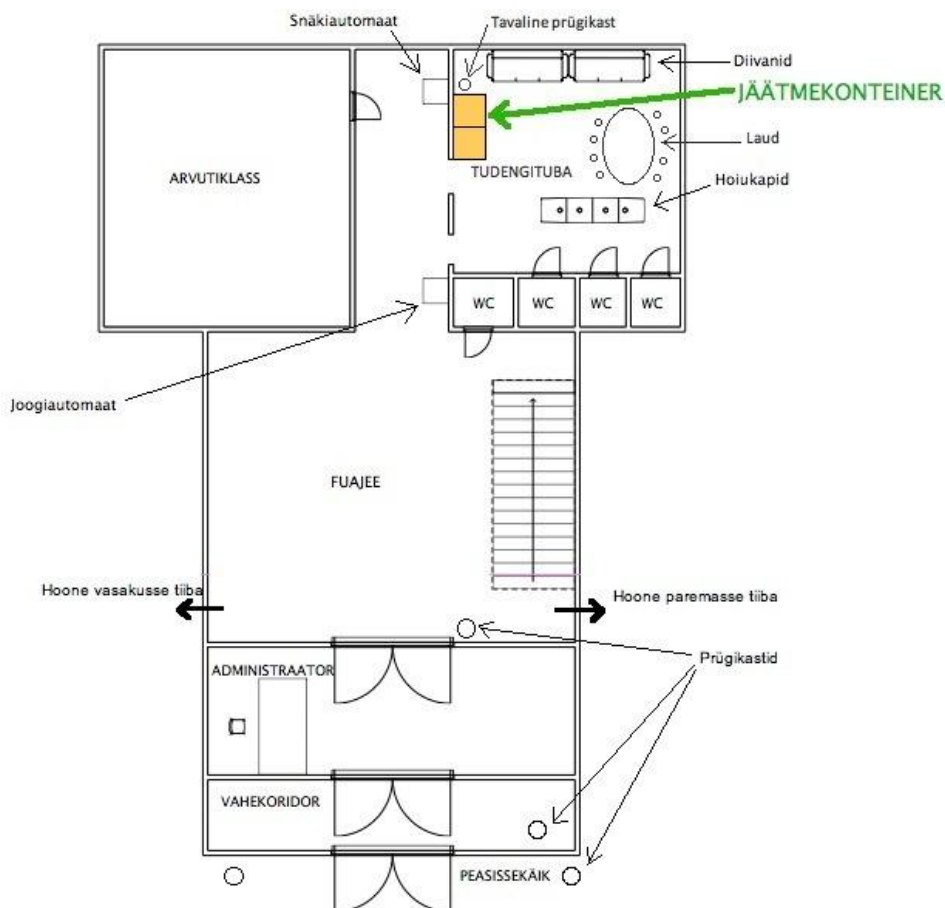 Snäkiautomaat
Tavaline prügikast
Diivanid
JÄÄTMEKONTEINER
Laud
ARVUTIKLASS
TUDENGITUBA
Hoiukapid
WC
WC
WC
WC
Joogiautomaat
FUAJEE
Hoone vasakusse tiiba
Hoone paremasse tiiba
Prügikastid
ADMINISTRAATOR
VAHEKORIDOR
PEASISSEKÄIK